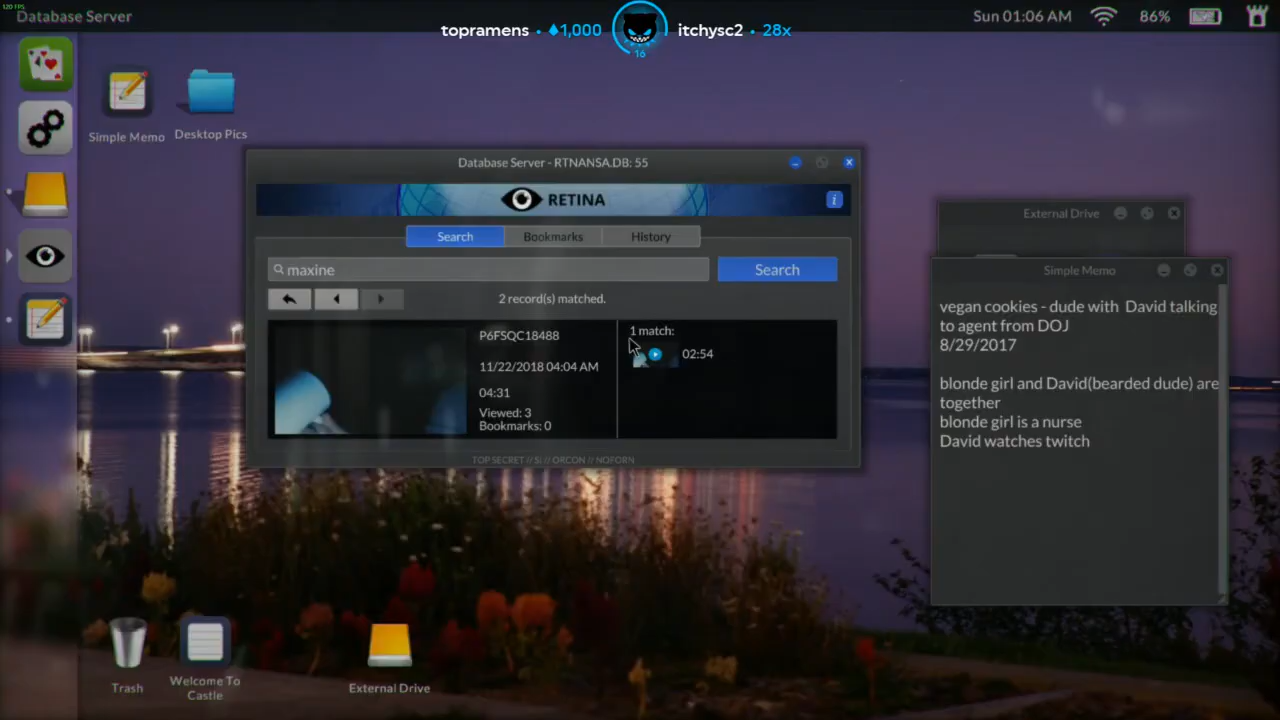 120 FPS
Database Server
topramens • 1,000
16
itchysc2 • 28x
Sun 01:06 AM
86%
Simple Memo
Desktop Pics
Database Server - RTNANSA.DB: 55
RETINA
i
Search
Bookmarks
History
maxine
Search
2 record(s) matched.
P6FSQC18488
11/22/2018 04:04 AM
04:31
Viewed: 3
Bookmarks: 0
1 match:
02:54
TOP SECRET // SI // ORCON // NOFORN
External Drive
Simple Memo
vegan cookies - dude with David talking
to agent from DOJ
8/29/2017
blonde girl and David(bearded dude) are
together
blonde girl is a nurse
David watches twitch
Trash
Welcome To
Castle
External Drive